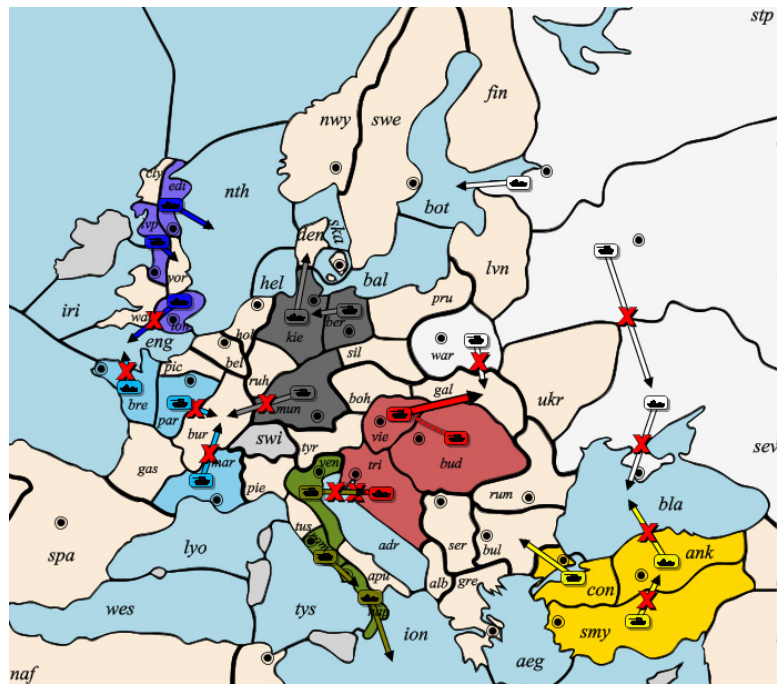 stp
fin
nwy
swe
cly
edi
nth
bot
ska
lvp
den
lvn
yor
hel
bal
iri
pru
wal
lon
hol
kie
ber
war
eng
sil
pic
bel
ruh
gal
ukr
bre
par
mun
boh
bur
vie
swi
tyr
bud
sev
gas
mar
ven
tri
pie
rum
bla
tus
spa
lyo
adr
ser
bul
ank
rom
apu
alb
con
wes
tys
nap
gre
smy
ion
aeg
naf